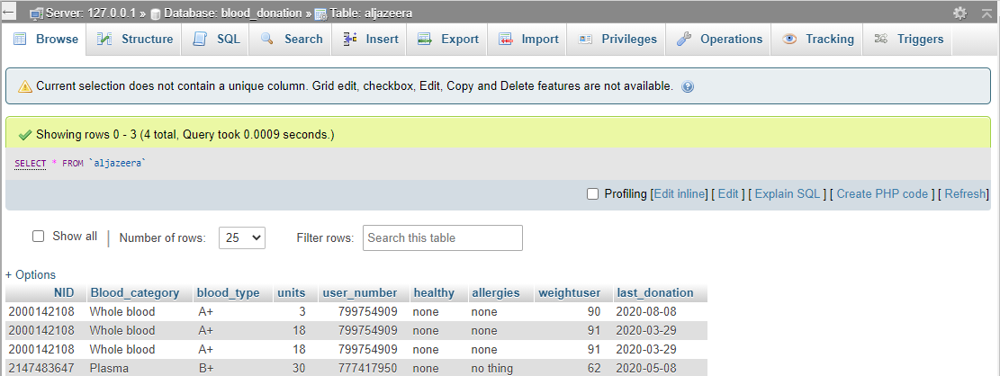 Server: 127.0.0.1 » Database: blood_donation » Table: aljazeera
Browse Structure SQL Search Insert Export Import Privileges Operations Tracking Triggers
Current selection does not contain a unique column. Grid edit, checkbox, Edit, Copy and Delete features are not available.
Showing rows 0 - 3 (4 total, Query took 0.0009 seconds.)
SELECT * FROM `aljazeera`
Profiling [Edit inline] [ Edit ] [ Explain SQL ] [ Create PHP code ] [ Refresh]
Show all | Number of rows: 25 Filter rows: Search this table
+ Options
NID Blood_category blood_type units user_number healthy allergies weightuser last_donation
2000142108 Whole blood A+ 3 799754909 none none 90 2020-08-08
2000142108 Whole blood A+ 18 799754909 none none 91 2020-03-29
2000142108 Whole blood A+ 18 799754909 none none 91 2020-03-29
2147483647 Plasma B+ 30 777417950 none no thing 62 2020-05-08